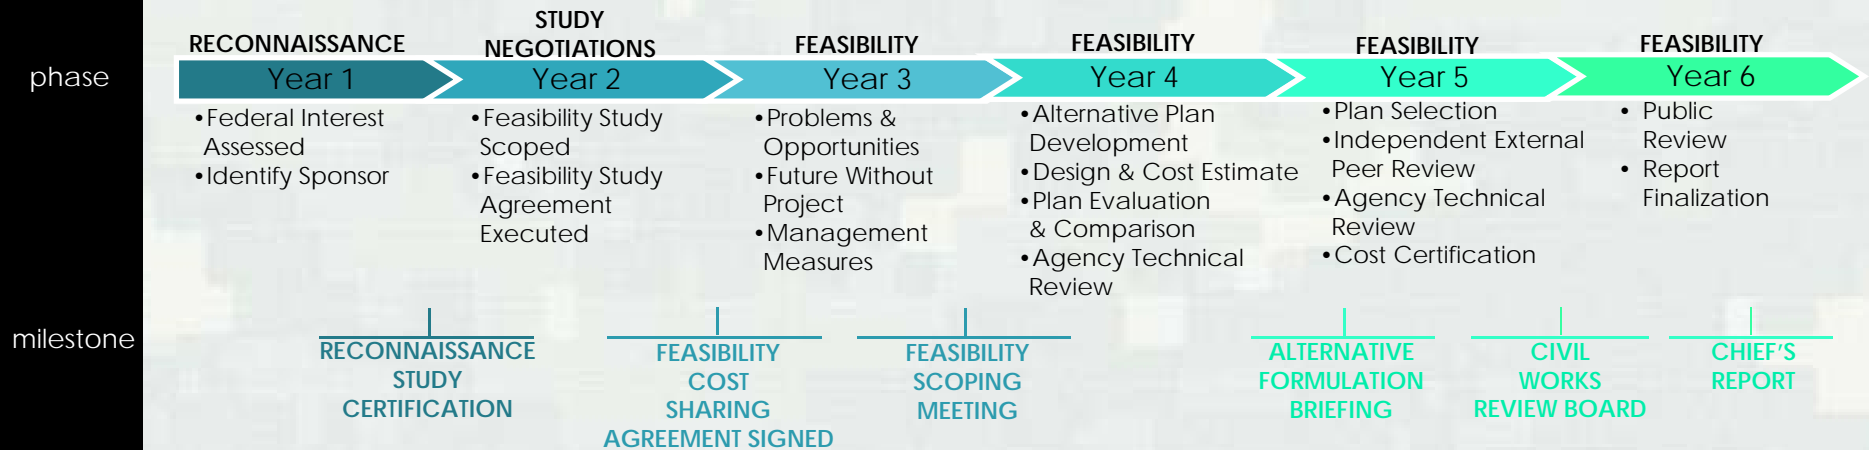 phase
RECONNAISSANCE
Year 1
•Federal Interest
Assessed
•Identify Sponsor
STUDY
NEGOTIATIONS
Year 2
•Feasibility Study
Scoped
•Feasibility Study
Agreement
Executed
FEASIBILITY
Year 3
•Problems &
Opportunities
•Future Without
Project
•Management
Measures
FEASIBILITY
Year 4
•Alternative Plan
Development
•Design & Cost Estimate
•Plan Evaluation
& Comparison
•Agency Technical
Review
FEASIBILITY
Year 5
•Plan Selection
•Independent External
Peer Review
•Agency Technical
Review
•Cost Certification
FEASIBILITY
Year 6
• Public
Review
• Report
Finalization
milestone
RECONNAISSANCE
STUDY
CERTIFICATION
FEASIBILITY
COST
SHARING
AGREEMENT SIGNED
FEASIBILITY
SCOPING
MEETING
ALTERNATIVE
FORMULATION
BRIEFING
CIVIL
WORKS
REVIEW BOARD
CHIEF'S
REPORT